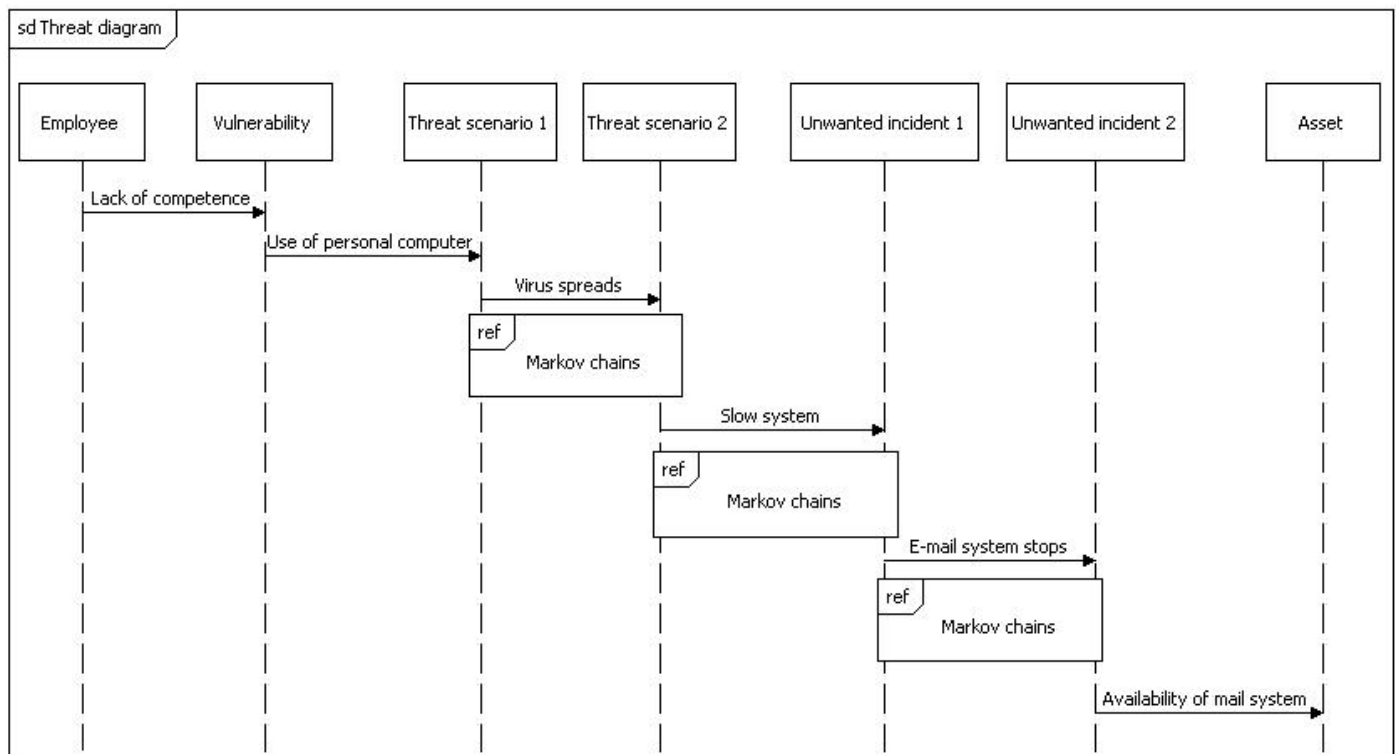 sd Threat diagram
Employee
Vulnerability
Threat scenario 1
Threat scenario 2
Unwanted incident 1
Unwanted incident 2
Asset
Lack of competence
Use of personal computer
Virus spreads
ref
Markov chains
Slow system
ref
Markov chains
E-mail system stops
ref
Markov chains
Availability of mail system